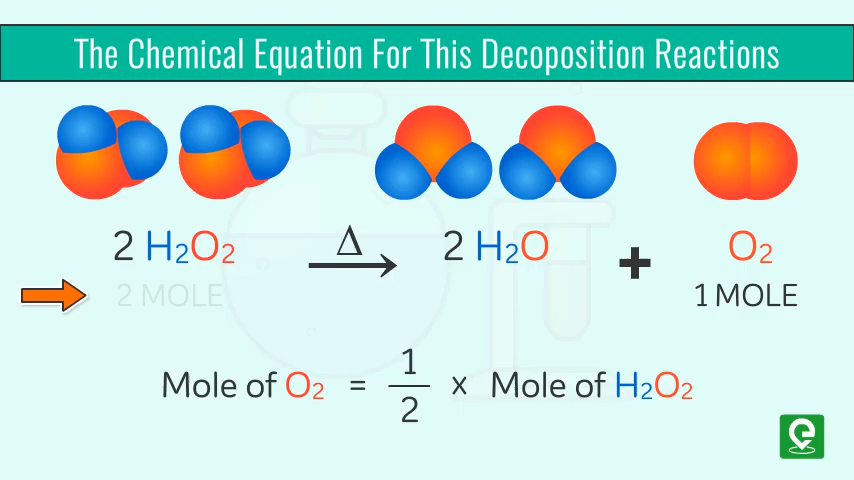 The Chemical Equation For This Decoposition Reactions
2 H₂O₂ Δ → 2 H₂O + O₂
2 MOLE 1 MOLE
Mole of O₂ = 1/2 x Mole of H₂O₂